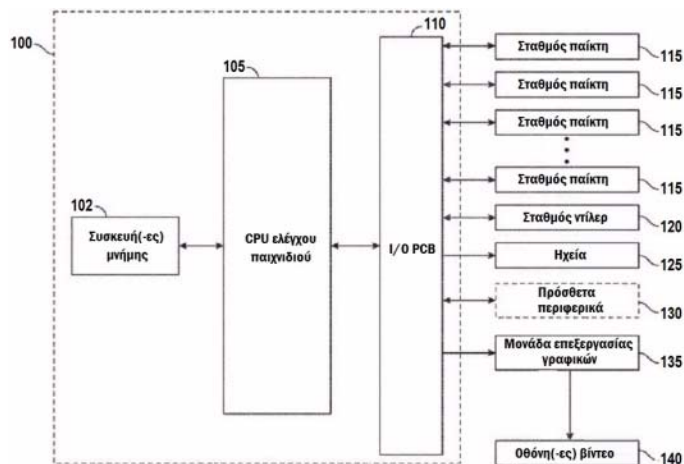 100
110
105
102
Συσκευή(-ες)
μνήμης
CPU ελέγχου
παιχνιδιού
I/O PCB
Σταθμός παίκτη
115
Σταθμός παίκτη
115
Σταθμός παίκτη
115
Σταθμός παίκτη
115
Σταθμός ντίλερ
120
Ηχεία
125
Πρόσθετα
περιφερικά
130
Μονάδα επεξεργασίας
γραφικών
135
Οθόνη(-ες) βίντεο
140